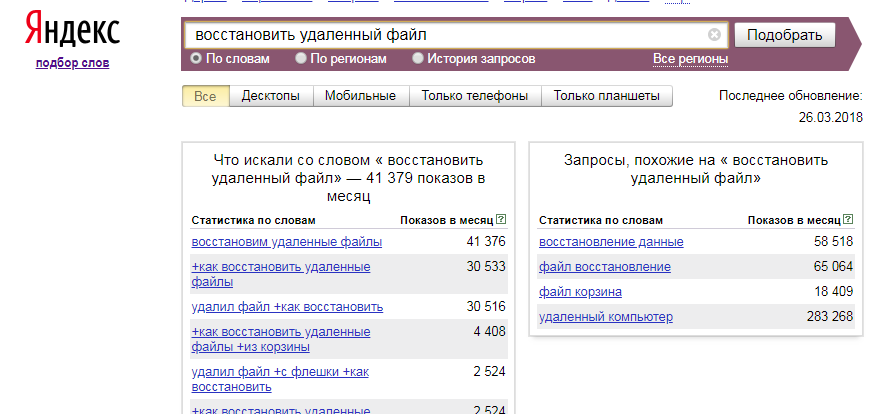 Яндекс
подбор слов
восстановить удаленный файл
Подобрать
По словам По регионам История запросов Все регионы
Все Десктопы Мобильные Только телефоны Только планшеты
Последнее обновление:
26.03.2018
Что искали со словом « восстановить
удаленный файл» — 41 379 показов в
месяц
Статистика по словам Показов в месяц ?
восстановим удаленные файлы 41 376
+как восстановить удаленные 30 533
файлы
удалил файл +как восстановить 30 516
+как восстановить удаленные 4 408
файлы +из корзины
удалил файл +с флешки +как 2 524
восстановить
+как восстановить удаленные 2 524
Запросы, похожие на « восстановить
удаленный файл»
Статистика по словам Показов в месяц ?
восстановление данные 58 518
файл восстановление 65 064
файл корзина 18 409
удаленный компьютер 283 268